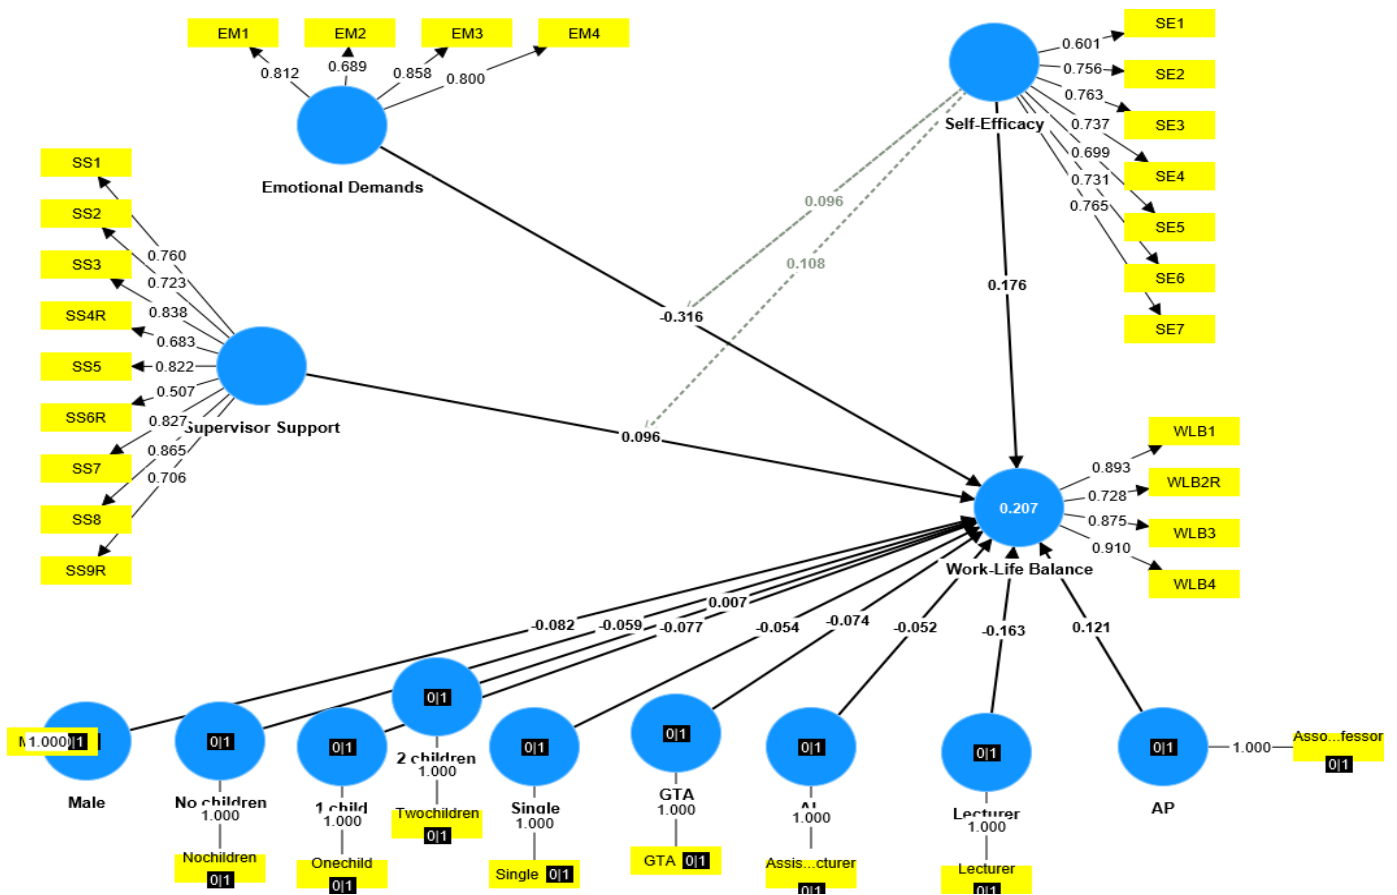 EM1
EM2
EM3
EM4
0.812
0.689
0.858
0.800
Emotional Demands
SE1
SE2
SE3
SE4
SE5
SE6
SE7
0.601
0.756
0.763
0.737
0.699
0.731
0.765
Self-Efficacy
SS1
SS2
SS3
SS4R
SS5
SS6R
SS7
SS8
SS9R
0.760
0.723
0.838
0.683
0.822
0.507
0.827
0.865
0.706
Supervisor Support
0.096
0.108
0.176
-0.316
0.096
WLB1
WLB2R
WLB3
WLB4
0.893
0.728
0.875
0.910
0.207
Work-Life Balance
-0.082
-0.059
0.007
-0.077
-0.054
-0.074
-0.052
-0.163
0.121
1.000
0|1
0|1
0|1
0|1
0|1
0|1
0|1
0|1
Male
No children
1 child
2 children
Single
GTA
Lecturer
AP
1.000
1.000
1.000
1.000
1.000
1.000
1.000
1.000
Nochildren
0|1
Onechild
0|1
Twochildren
0|1
Single 0|1
GTA 0|1
Assis...cturer
0|1
Lecturer
0|1
Asso...fessor
0|1